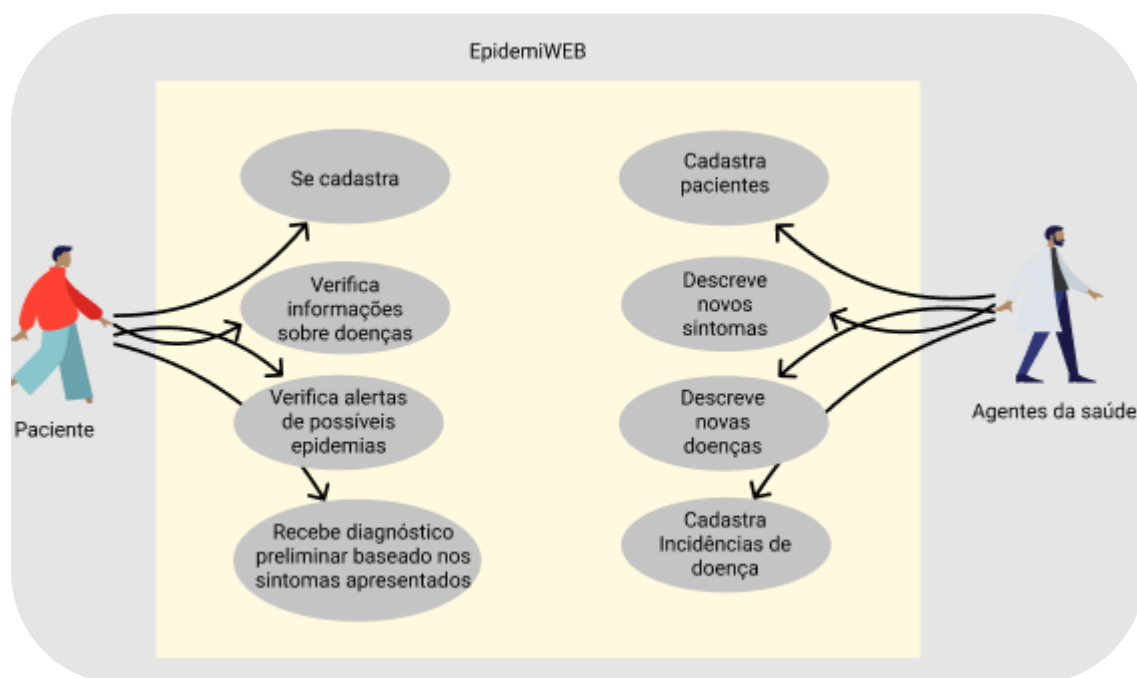 EpidemiWEB
Se cadastra
Verifica
informações
sobre doenças
Verifica alertas
de possíveis
epidemias
Recebe diagnóstico
preliminar baseado nos
sintomas apresentados
Paciente
Cadastra
pacientes
Descreve
novos
sintomas
Descreve
novas
doenças
Cadastra
Incidências de
doença
Agentes da saúde